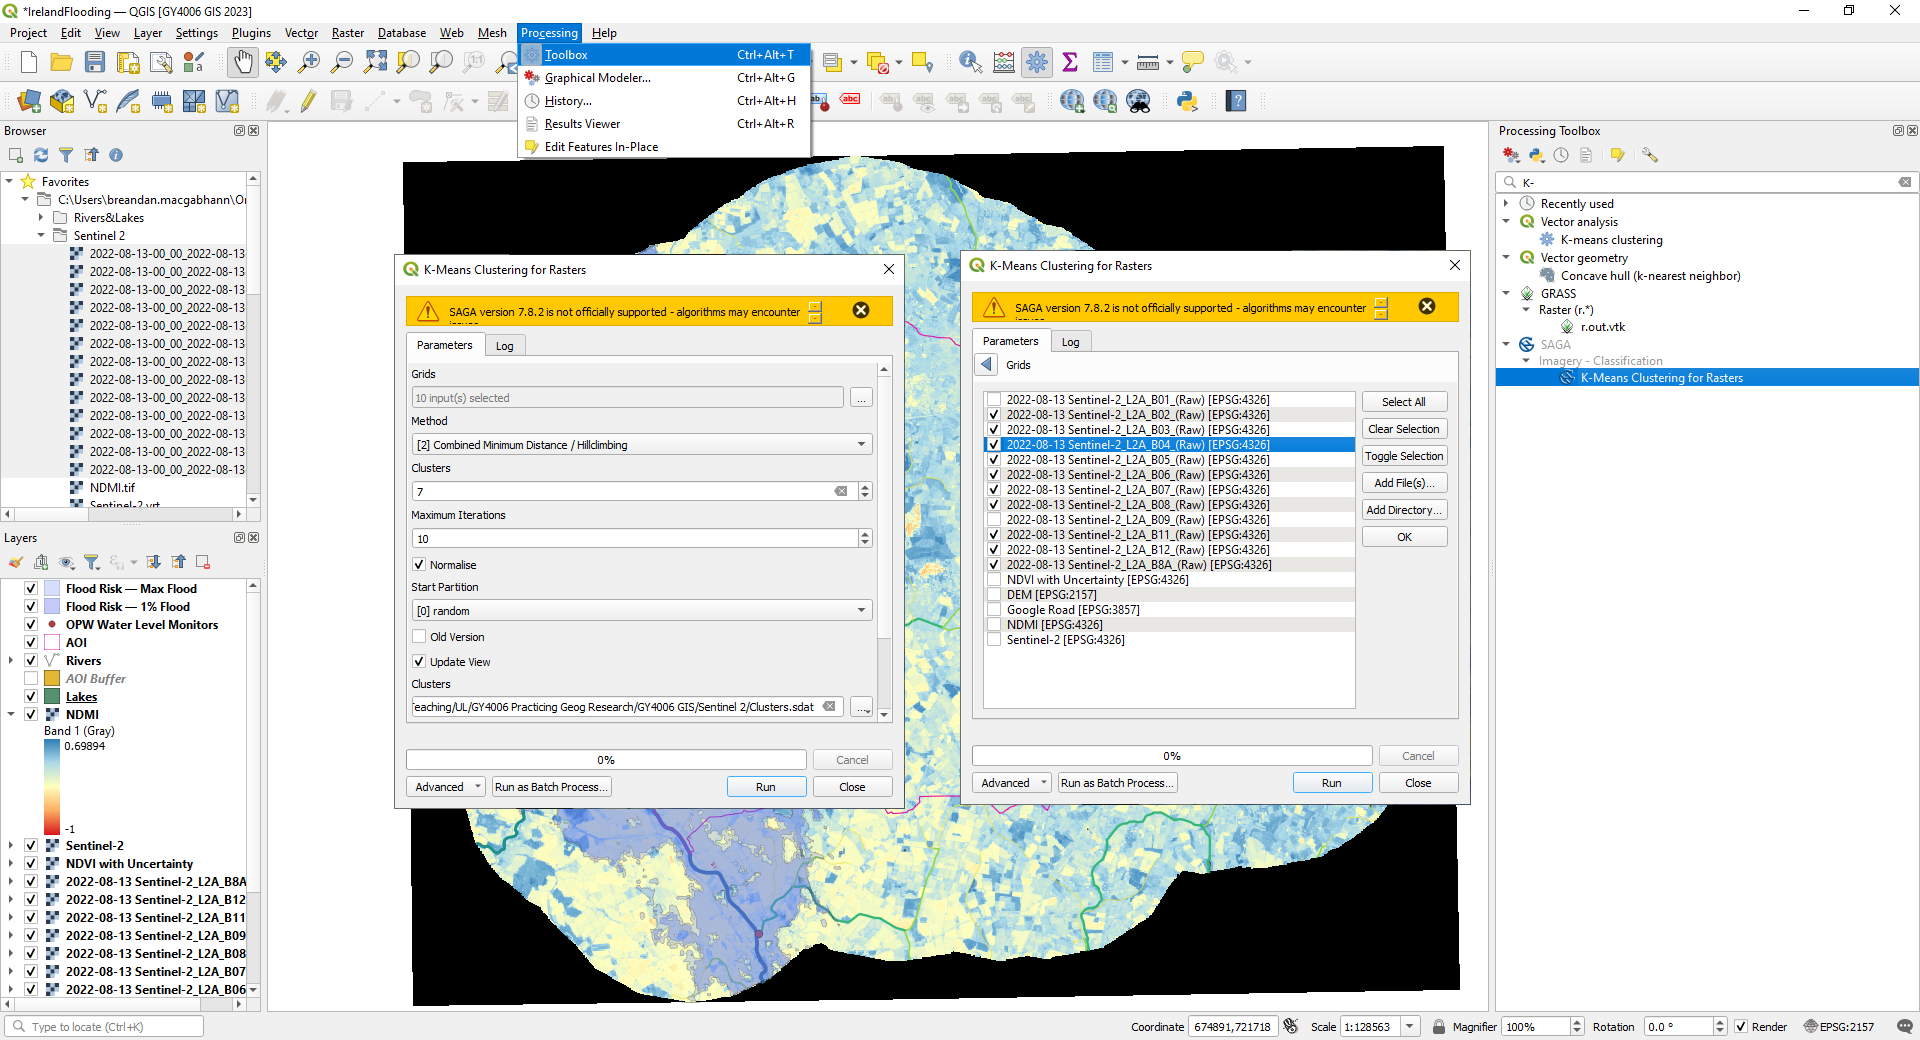 *IrelandFlooding — QGIS [GY4006 GIS 2023]
Project Edit View Layer Settings Plugins Vector Raster Database Web Mesh Processing Help
Toolbox Ctrl+Alt+T
Graphical Modeler... Ctrl+Alt+G
History... Ctrl+Alt+H
Results Viewer Ctrl+Alt+R
Edit Features In-Place
1:1
abc
abc
Browser
Favorites
C:\Users\breandan.macgabhann\Or
Rivers&Lakes
Sentinel 2
2022-08-13-00_00_2022-08-13
2022-08-13-00_00_2022-08-13
2022-08-13-00_00_2022-08-13
2022-08-13-00_00_2022-08-13
2022-08-13-00_00_2022-08-13
2022-08-13-00_00_2022-08-13
2022-08-13-00_00_2022-08-13
2022-08-13-00_00_2022-08-13
2022-08-13-00_00_2022-08-13
2022-08-13-00_00_2022-08-13
2022-08-13-00_00_2022-08-13
2022-08-13-00_00_2022-08-13
2022-08-13-00_00_2022-08-13
NDMI.tif
Sentinel-2.vrt
Layers
Flood Risk — Max Flood
Flood Risk — 1% Flood
OPW Water Level Monitors
AOI
Rivers
AOI Buffer
Lakes
NDMI
Band 1 (Gray)
0.69894
-1
Sentinel-2
NDVI with Uncertainty
2022-08-13 Sentinel-2_L2A_B8A
2022-08-13 Sentinel-2_L2A_B12
2022-08-13 Sentinel-2_L2A_B11
2022-08-13 Sentinel-2_L2A_B09
2022-08-13 Sentinel-2_L2A_B08
2022-08-13 Sentinel-2_L2A_B07
2022-08-13 Sentinel-2_L2A_B06
K-Means Clustering for Rasters
SAGA version 7.8.2 is not officially supported - algorithms may encounter
Parameters Log
Grids
10 input(s) selected ...
Method
[2] Combined Minimum Distance / Hillclimbing
Clusters
7
Maximum Iterations
10
Normalise
Start Partition
[0] random
Old Version
Update View
Clusters
Teaching/UL/GY4006 Practicing Geog Research/GY4006 GIS/Sentinel 2/Clusters.sdat ...
0% Cancel
Advanced Run as Batch Process... Run Close
K-Means Clustering for Rasters
SAGA version 7.8.2 is not officially supported - algorithms may encounter
Parameters Log
Grids
2022-08-13 Sentinel-2_L2A_B01_(Raw) [EPSG:4326]
2022-08-13 Sentinel-2_L2A_B02_(Raw) [EPSG:4326]
2022-08-13 Sentinel-2_L2A_B03_(Raw) [EPSG:4326]
2022-08-13 Sentinel-2_L2A_B04_(Raw) [EPSG:4326]
2022-08-13 Sentinel-2_L2A_B05_(Raw) [EPSG:4326]
2022-08-13 Sentinel-2_L2A_B06_(Raw) [EPSG:4326]
2022-08-13 Sentinel-2_L2A_B07_(Raw) [EPSG:4326]
2022-08-13 Sentinel-2_L2A_B08_(Raw) [EPSG:4326]
2022-08-13 Sentinel-2_L2A_B09_(Raw) [EPSG:4326]
2022-08-13 Sentinel-2_L2A_B11_(Raw) [EPSG:4326]
2022-08-13 Sentinel-2_L2A_B12_(Raw) [EPSG:4326]
2022-08-13 Sentinel-2_L2A_B8A_(Raw) [EPSG:4326]
NDVI with Uncertainty [EPSG:4326]
DEM [EPSG:2157]
Google Road [EPSG:3857]
NDMI [EPSG:4326]
Sentinel-2 [EPSG:4326]
Select All
Clear Selection
Toggle Selection
Add File(s)...
Add Directory...
OK
0% Cancel
Advanced Run as Batch Process... Run Close
Processing Toolbox
K-
Recently used
Vector analysis
K-means clustering
Vector geometry
Concave hull (k-nearest neighbor)
GRASS
Raster (r.*)
r.out.vtk
SAGA
Imagery - Classification
K-Means Clustering for Rasters
Type to locate (Ctrl+K)
Coordinate 674891,721718 Scale 1:128563 Magnifier 100% Rotation 0.0 ° Render EPSG:2157